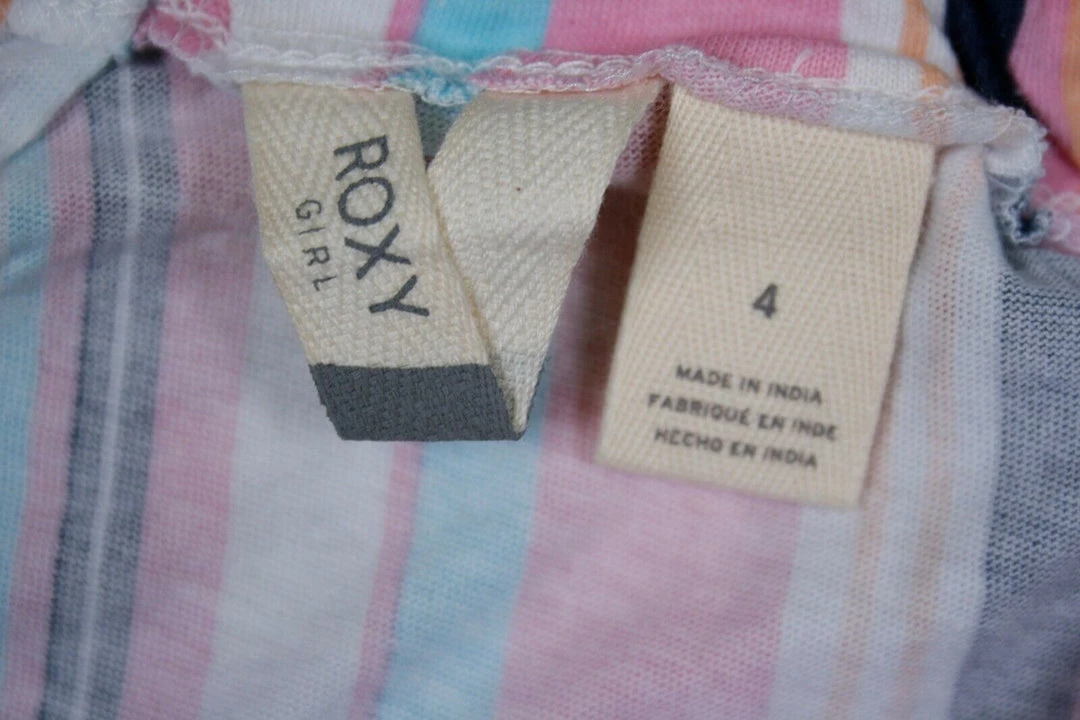 ROXY
GIRL
4
MADE IN INDIA
FABRIQUÉ EN INDE
HECHO EN INDIA